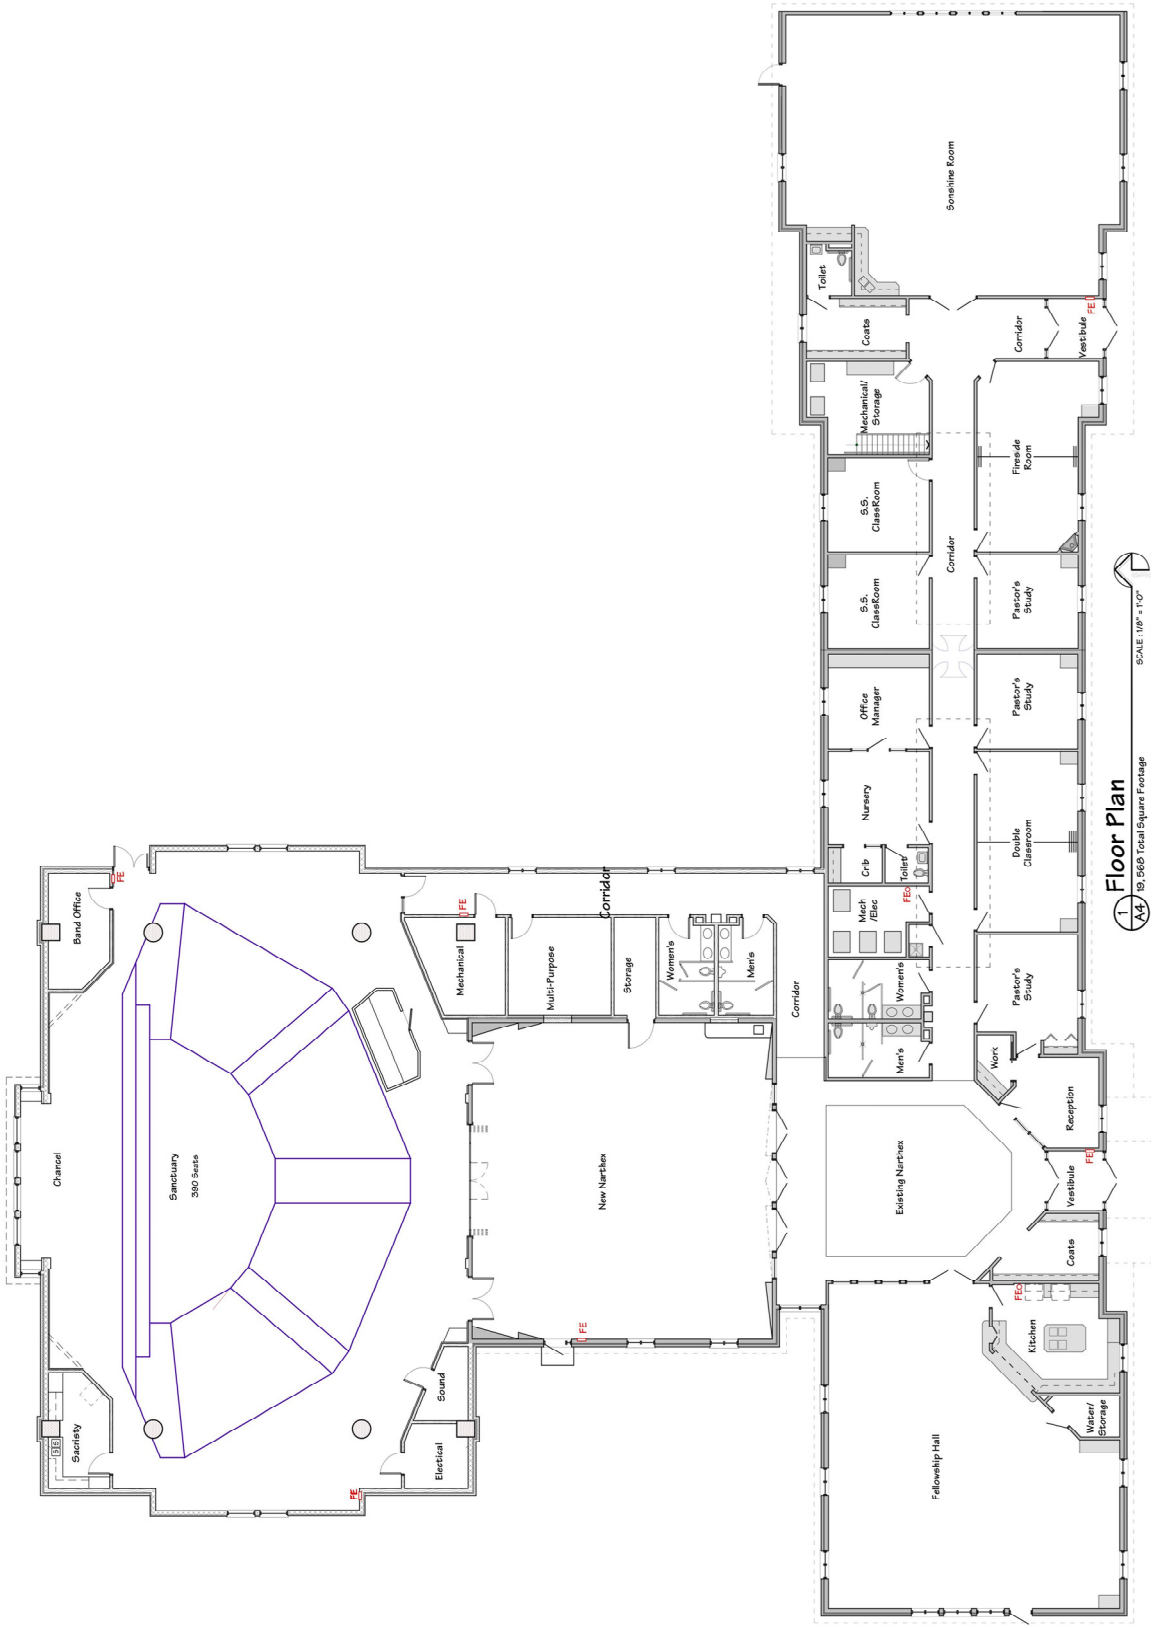 Sonshine Room
Toilet
Coats
Corridor
Vestibule
FE
Mechanical/
Storage
Fireside
Room
S.S.
ClassRoom
Corridor
S.S.
ClassRoom
Pastor's
Study
Office
Manager
Pastor's
Study
Nursery
Double
Classroom
Crib
Toilet
Mech
/Elec
FE
Women's
Pastor's
Study
Men's
Work
Reception
FE
Vestibule
Existing Narthex
Coats
FE
Kitchen
Water/
Storage
Fellowship Hall
Band Office
FE
Corridor
FE
Mechanical
Multi-Purpose
Storage
Women's
Men's
Corridor
Chancel
Sanctuary
390 Seats
New Narthex
FE
Sound
Electical
Sacristy
FE
1
A4
Floor Plan
19,568 Total Square Footage
SCALE : 1/8" = 1'-0"